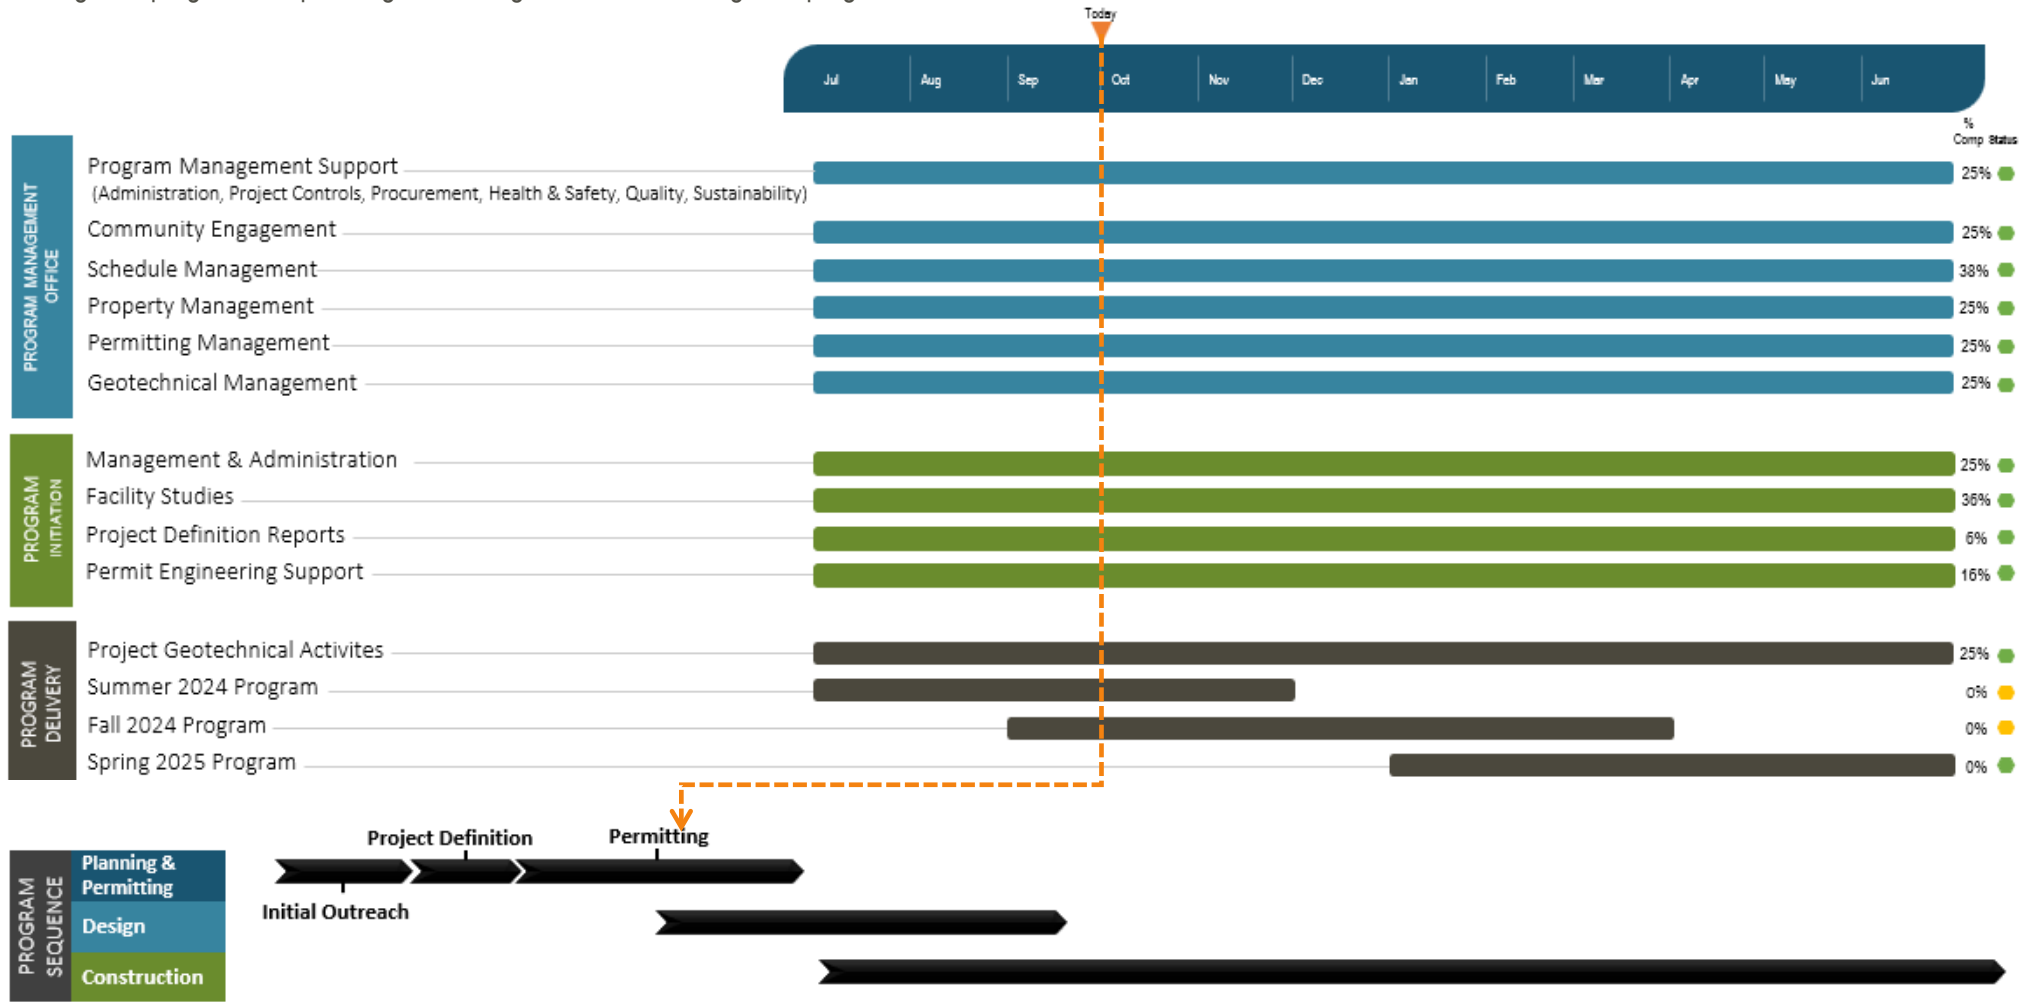 Today
Jul Aug Sep Oct Nov Dec Jan Feb Mar Apr May Jun
%
Comp Status
PROGRAM MANAGEMENT
OFFICE
Program Management Support 25%
(Administration, Project Controls, Procurement, Health & Safety, Quality, Sustainability)
Community Engagement 25%
Schedule Management 38%
Property Management 25%
Permitting Management 25%
Geotechnical Management 25%
PROGRAM
INITIATION
Management & Administration 25%
Facility Studies 36%
Project Definition Reports 6%
Permit Engineering Support 16%
PROGRAM
DELIVERY
Project Geotechnical Activites 25%
Summer 2024 Program 0%
Fall 2024 Program 0%
Spring 2025 Program 0%
PROGRAM
SEQUENCE
Project Definition Permitting
Planning &
Permitting
Initial Outreach
Design
Construction